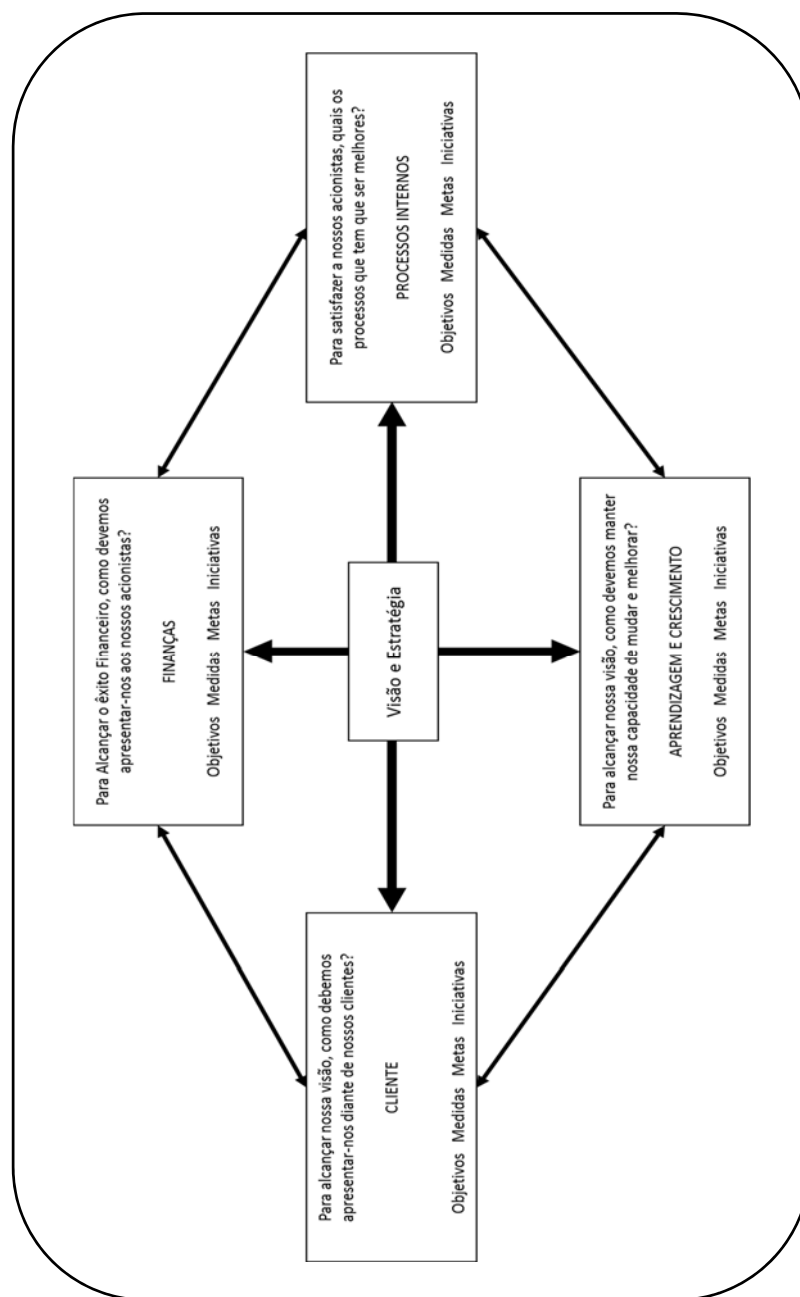 Para Alcançar o êxito Financeiro, como devemos
apresentar-nos aos nossos acionistas?
FINANÇAS
Objetivos Medidas Metas Iniciativas
Para alcançar nossa visão, como debemos
apresentar-nos diante de nossos clientes?
CLIENTE
Objetivos Medidas Metas Iniciativas
Visão e Estratégia
Para satisfazer a nossos acionistas, quais os
processos que tem que ser melhores?
PROCESSOS INTERNOS
Objetivos Medidas Metas Iniciativas
Para alcançar nossa visão, como devemos manter
nossa capacidade de mudar e melhorar?
APRENDIZAGEM E CRESCIMENTO
Objetivos Medidas Metas Iniciativas